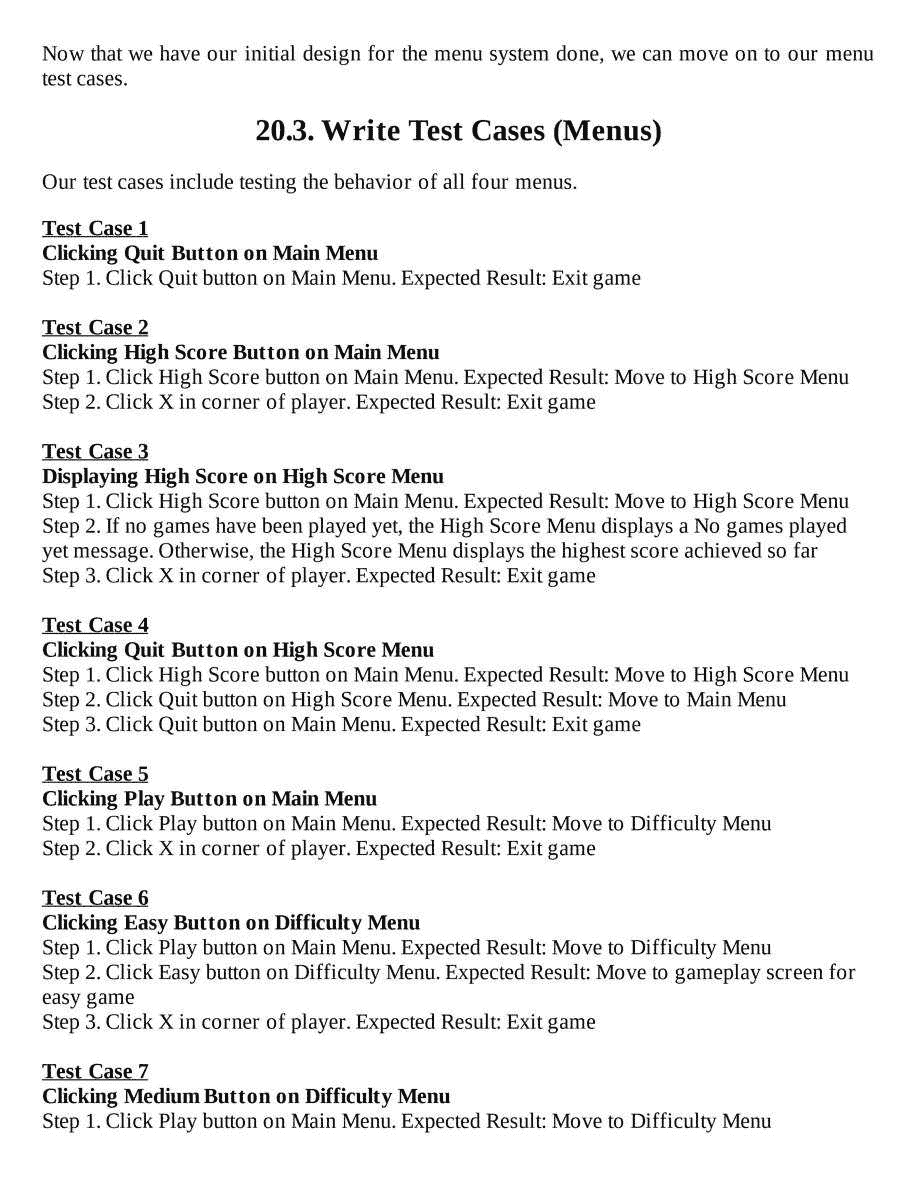 Now that we have our initial design for the menu system done, we can move on to our menu
test cases.
20.3. Write Test Cases (Menus)
Our test cases include testing the behavior of all four menus.
Test Case 1
Clicking Quit Button on Main Menu
Step 1. Click Quit button on Main Menu. Expected Result: Exit game
Test Case 2
Clicking High Score Button on Main Menu
Step 1. Click High Score button on Main Menu. Expected Result: Move to High Score Menu
Step 2. Click X in corner of player. Expected Result: Exit game
Test Case 3
Displaying High Score on High Score Menu
Step 1. Click High Score button on Main Menu. Expected Result: Move to High Score Menu
Step 2. If no games have been played yet, the High Score Menu displays a No games played
yet message. Otherwise, the High Score Menu displays the highest score achieved so far
Step 3. Click X in corner of player. Expected Result: Exit game
Test Case 4
Clicking Quit Button on High Score Menu
Step 1. Click High Score button on Main Menu. Expected Result: Move to High Score Menu
Step 2. Click Quit button on High Score Menu. Expected Result: Move to Main Menu
Step 3. Click Quit button on Main Menu. Expected Result: Exit game
Test Case 5
Clicking Play Button on Main Menu
Step 1. Click Play button on Main Menu. Expected Result: Move to Difficulty Menu
Step 2. Click X in corner of player. Expected Result: Exit game
Test Case 6
Clicking Easy Button on Difficulty Menu
Step 1. Click Play button on Main Menu. Expected Result: Move to Difficulty Menu
Step 2. Click Easy button on Difficulty Menu. Expected Result: Move to gameplay screen for
easy game
Step 3. Click X in corner of player. Expected Result: Exit game
Test Case 7
Clicking Medium Button on Difficulty Menu
Step 1. Click Play button on Main Menu. Expected Result: Move to Difficulty Menu